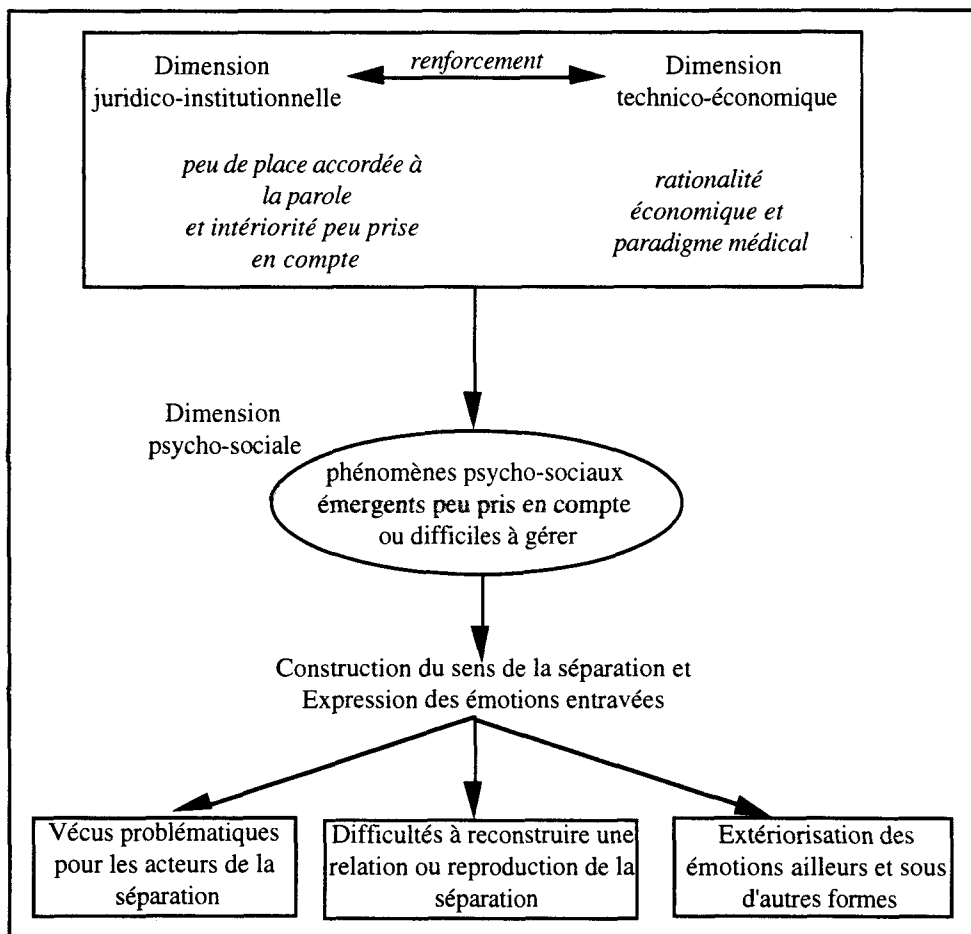 Dimension
juridico-institutionnelle
renforcement
Dimension
technico-économique
peu de place accordée à
la parole
et intériorité peu prise
en compte
rationalité
économique et
paradigme médical
Dimension
psycho-sociale
phénomènes psycho-sociaux
émergents peu pris en compte
ou difficiles à gérer
Construction du sens de la séparation et
Expression des émotions entravées
Vécus problématiques
pour les acteurs de la
séparation
Difficultés à reconstruire une
relation ou reproduction de la
séparation
Extériorisation des
émotions ailleurs et sous
d'autres formes